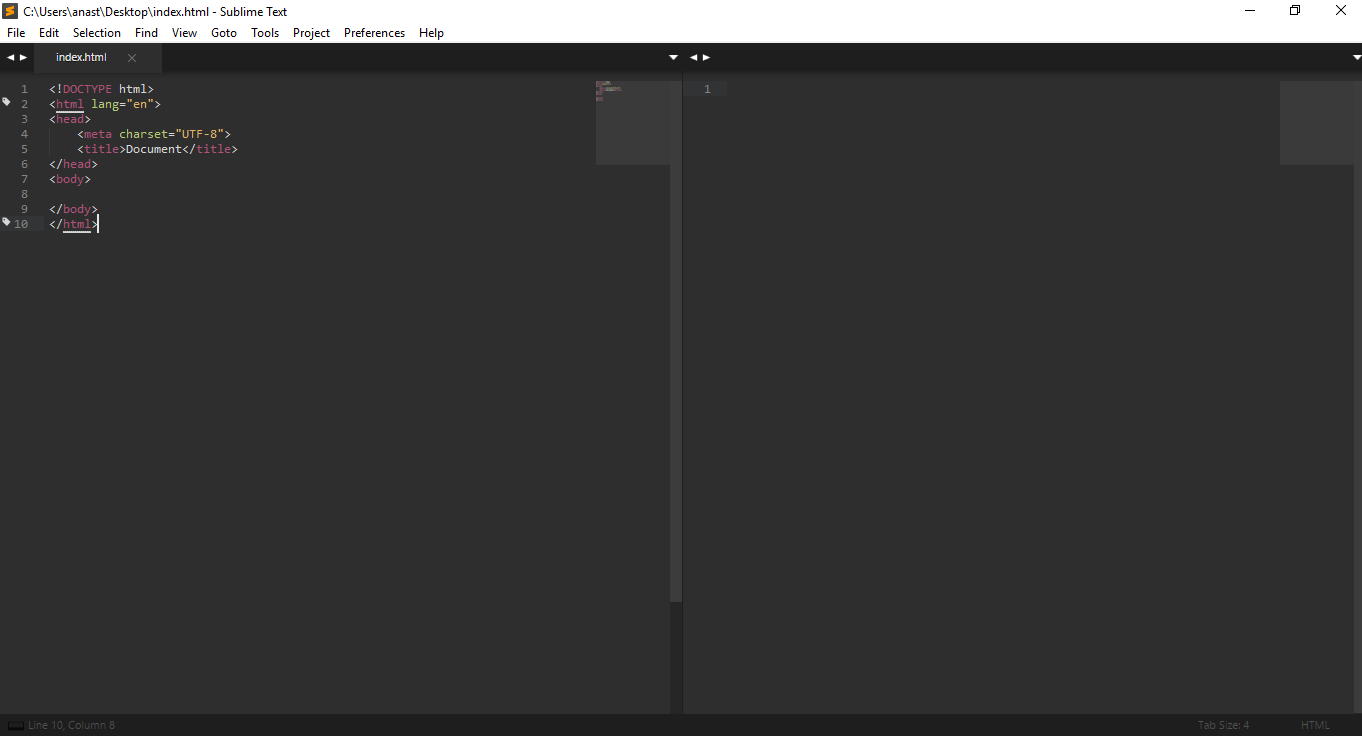 C:\Users\anast\Desktop\index.html - Sublime Text
File Edit Selection Find View Goto Tools Project Preferences Help
index.html
1 <!DOCTYPE html>
2 <html lang="en">
3 <head>
4     <meta charset="UTF-8">
5     <title>Document</title>
6 </head>
7 <body>
8
9 </body>
10 </html>
1
Line 10, Column 8
Tab Size: 4
HTML